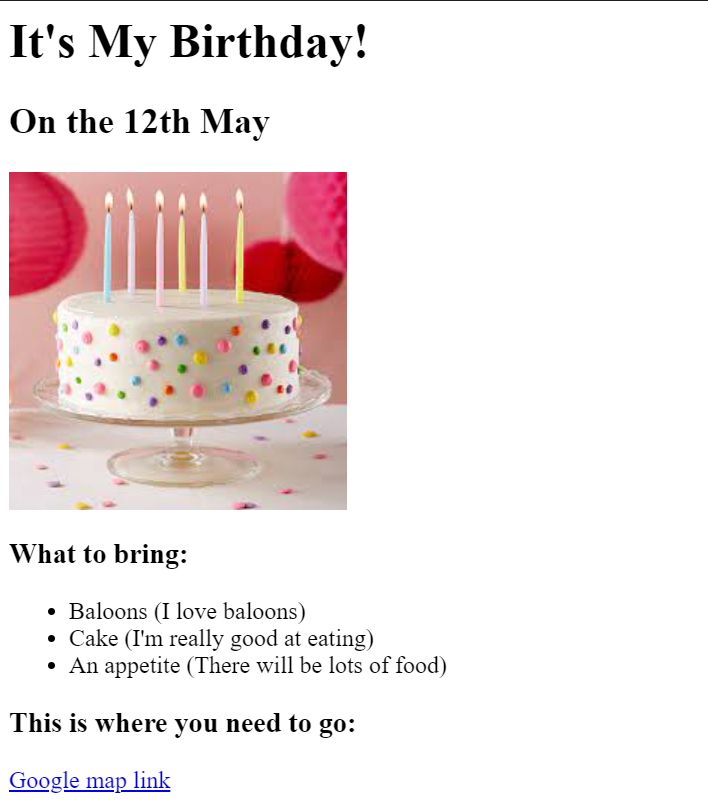 It's My Birthday!
On the 12th May
What to bring:
Baloons (I love baloons)
Cake (I'm really good at eating)
An appetite (There will be lots of food)
This is where you need to go:
Google map link